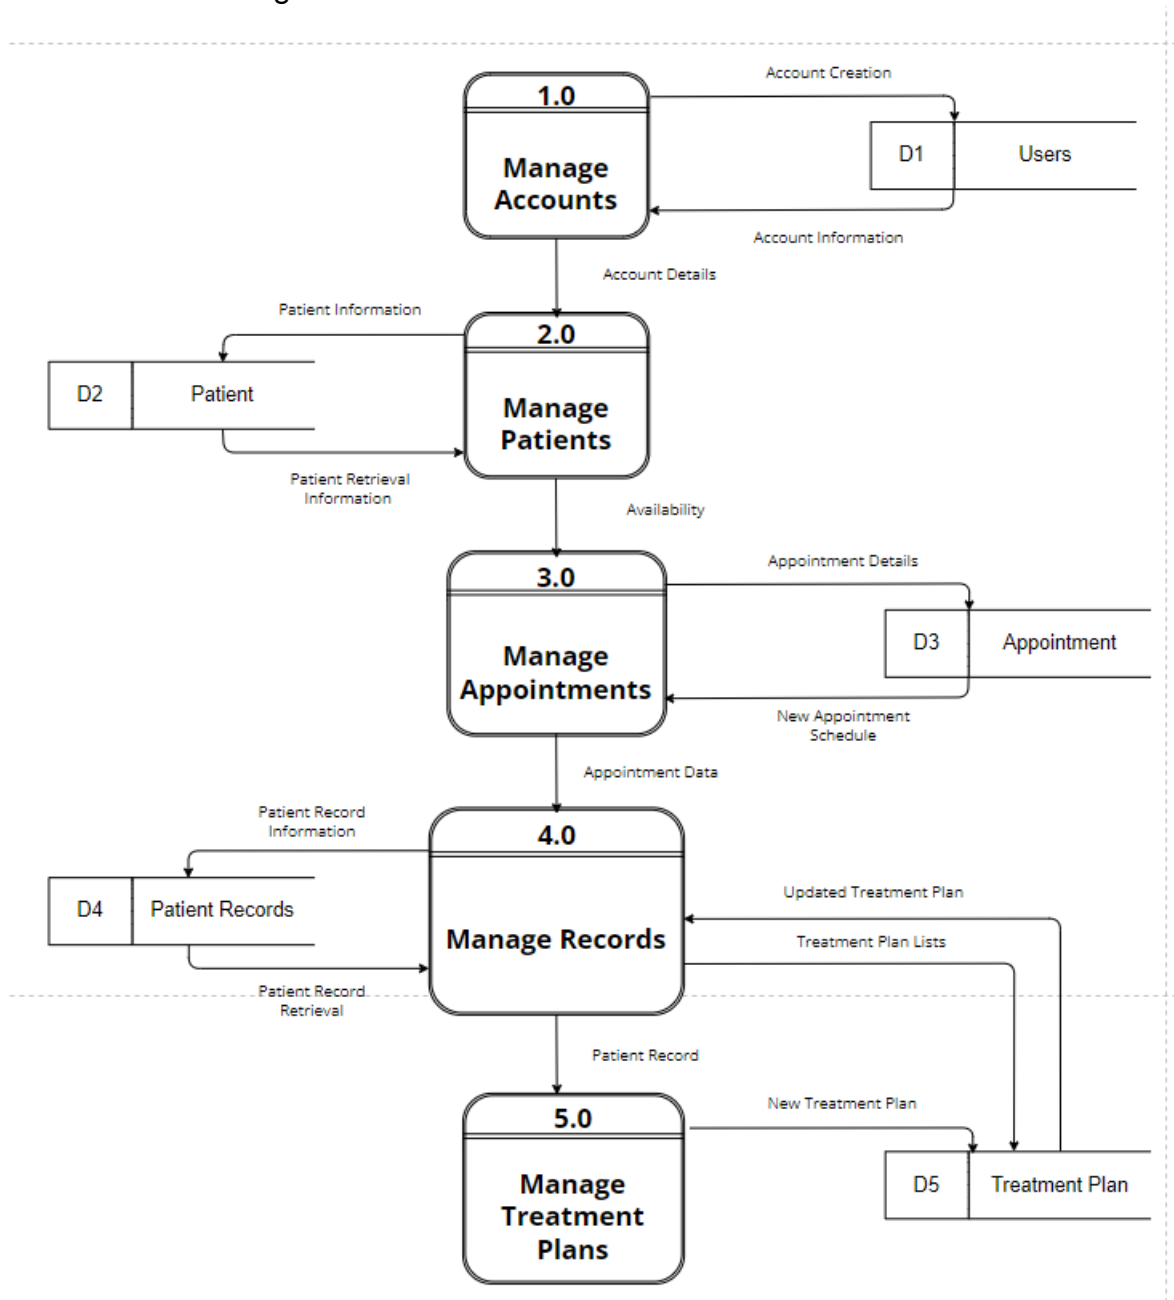 Account Creation
1.0
Manage
Accounts
D1
Users
Account Information
Account Details
Patient Information
2.0
D2
Patient
Manage
Patients
Patient Retrieval
Information
Availability
3.0
Appointment Details
Manage
Appointments
D3
Appointment
New Appointment
Schedule
Appointment Data
Patient Record
Information
4.0
D4
Patient Records
Manage Records
Updated Treatment Plan
Treatment Plan Lists
Patient Record
Retrieval
Patient Record
New Treatment Plan
5.0
Manage
Treatment
Plans
D5
Treatment Plan